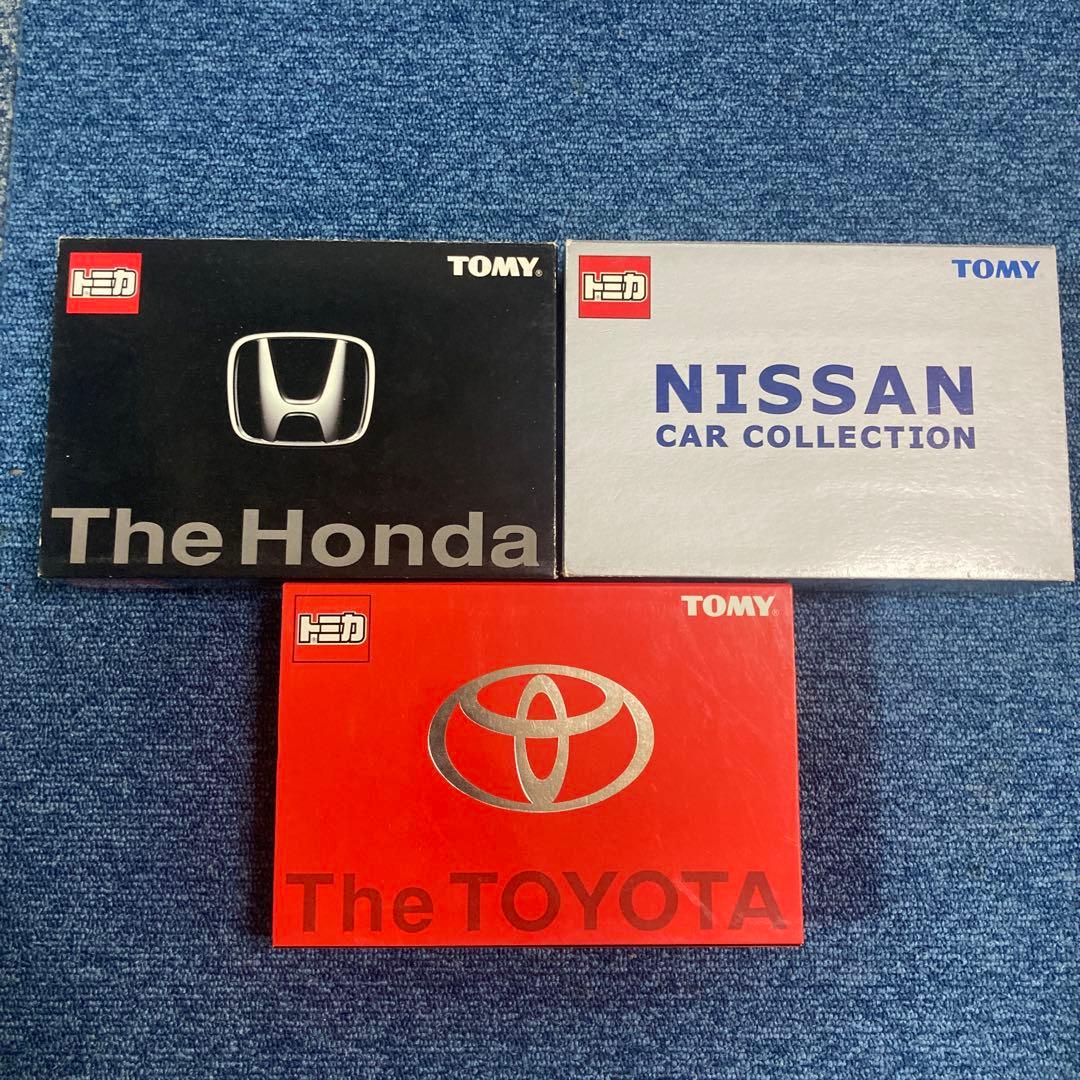 トミカ
TOMY®
The Honda
トミカ
TOMY
NISSAN
CAR COLLECTION
トミカ
TOMY®
The TOYOTA